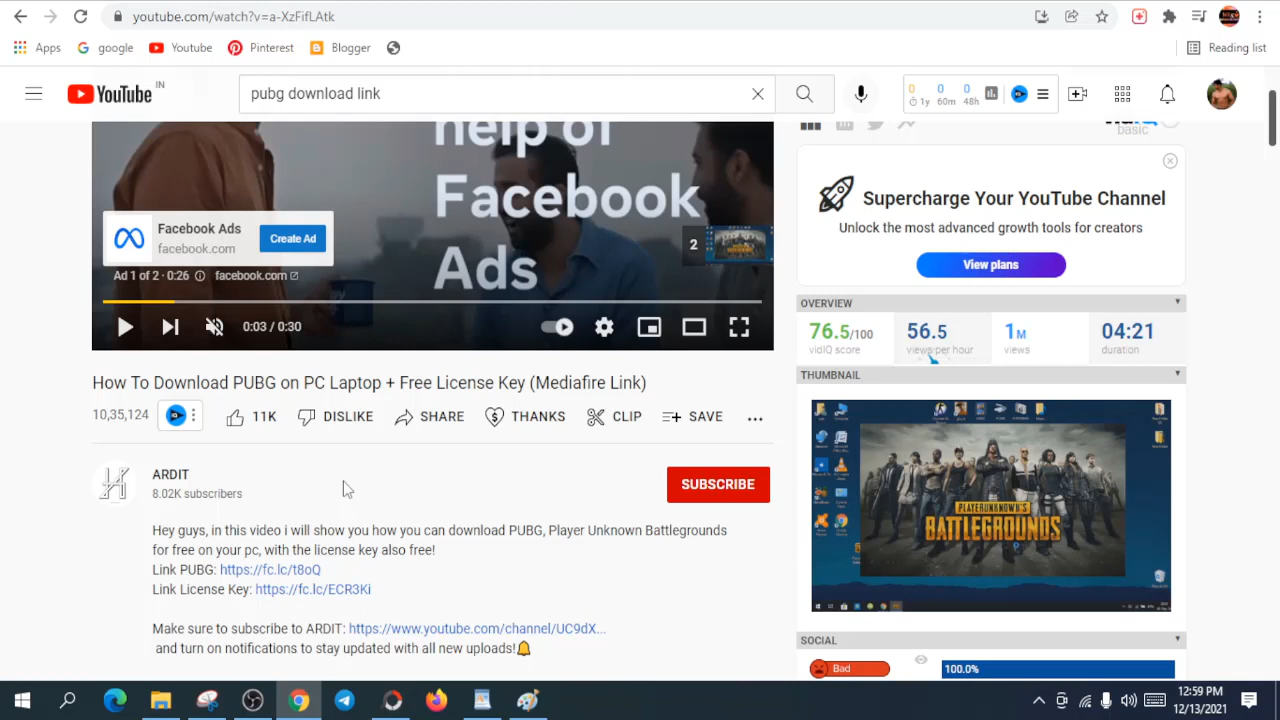 youtube.com/watch?v=a-XzFifLAtk
Apps
google
Youtube
Pinterest
Blogger
Reading list
YouTube
IN
pubg download link
0
0
0
1y
60m
48h
help of
Facebook
Ads
Facebook Ads
facebook.com
Create Ad
2
Ad 1 of 2 · 0:26
facebook.com
0:03 / 0:30
basic
Supercharge Your YouTube Channel
Unlock the most advanced growth tools for creators
View plans
OVERVIEW
76.5/100
vidIQ score
56.5
views per hour
1M
views
04:21
duration
How To Download PUBG on PC Laptop + Free License Key (Mediafire Link)
10,35,124
11K
DISLIKE
SHARE
THANKS
CLIP
SAVE
THUMBNAIL
PLAYERUNKNOWN'S
BATTLEGROUNDS
ARDIT
8.02K subscribers
SUBSCRIBE
Hey guys, in this video i will show you how you can download PUBG, Player Unknown Battlegrounds
for free on your pc, with the license key also free!
Link PUBG: https://fc.lc/t8oQ
Link License Key: https://fc.lc/ECR3Ki
Make sure to subscribe to ARDIT: https://www.youtube.com/channel/UC9dX...
and turn on notifications to stay updated with all new uploads!
SOCIAL
Bad
100.0%
12:59 PM
12/13/2021